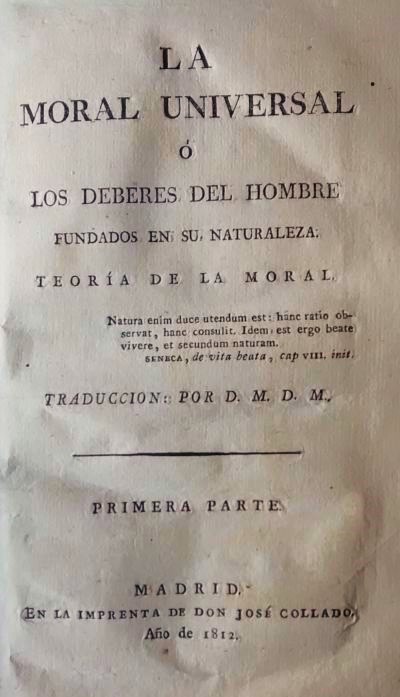 LA
MORAL UNIVERSAL
Ó
LOS DEBERES DEL HOMBRE
FUNDADOS EN SU NATURALEZA.
TEORÍA DE LA MORAL.
Natura enim duce utendum est: hanc ratio ob-
servat, hanc consulit. Idem est ergo beate
vivere, et secundum naturam.
SENECA, de vita beata, cap VIII. init.
TRADUCCION: POR D. M. D. M.
PRIMERA PARTE.
MADRID.
EN LA IMPRENTA DE DON JOSÉ COLLADO,
Año de 1812.